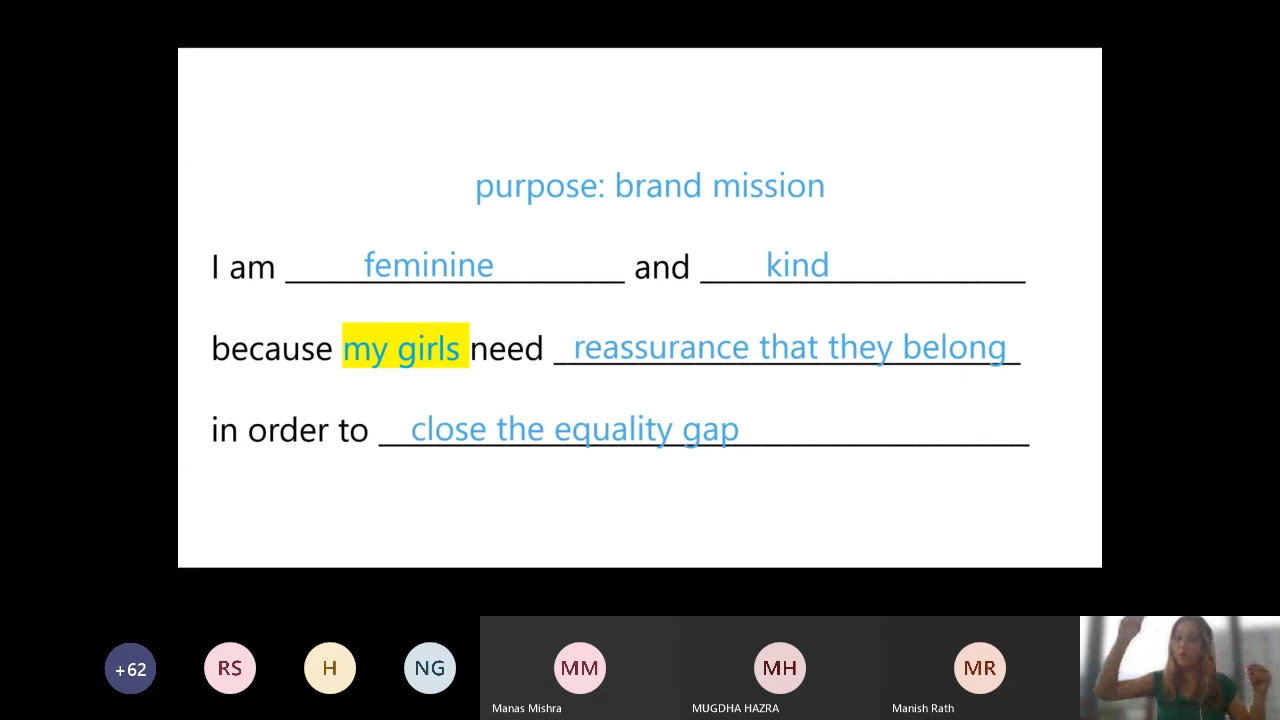 purpose: brand mission
I am feminine and kind
because my girls need reassurance that they belong
in order to close the equality gap
+62
RS
H
NG
MM
MH
MR
Manas Mishra
MUGDHA HAZRA
Manish Rath